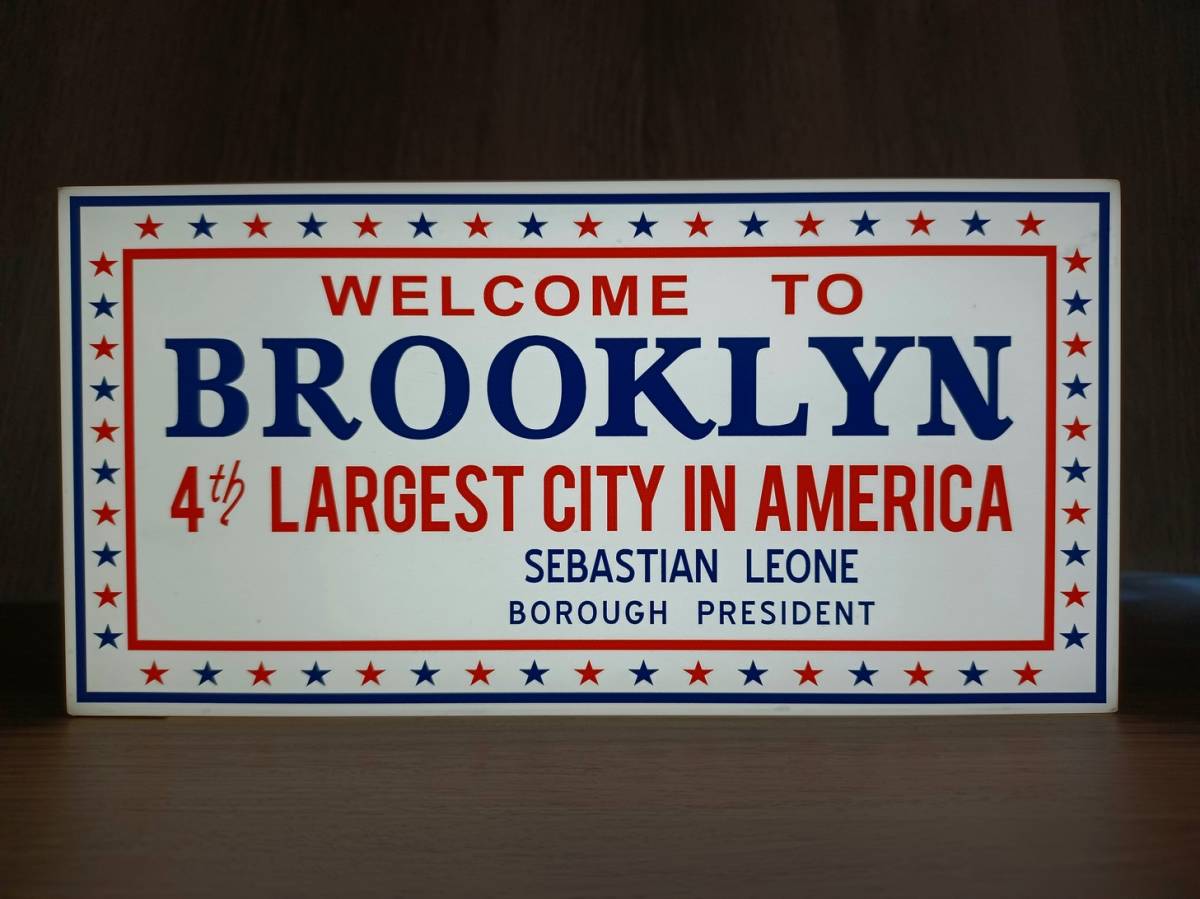 WELCOME TO
BROOKLYN
4th LARGEST CITY IN AMERICA
SEBASTIAN LEONE
BOROUGH PRESIDENT